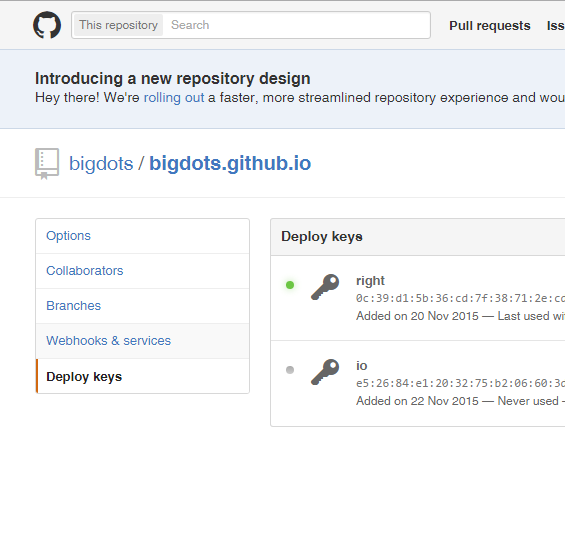 This repository Search Pull requests Iss
Introducing a new repository design
Hey there! We're rolling out a faster, more streamlined repository experience and wou
bigdots / bigdots.github.io
Options
Collaborators
Branches
Webhooks & services
Deploy keys
Deploy keys
right
0c:39:d1:5b:36:cd:7f:38:71:2e:cd
Added on 20 Nov 2015 — Last used wi
io
e5:26:84:e1:20:32:75:b2:06:60:3d
Added on 22 Nov 2015 — Never used -